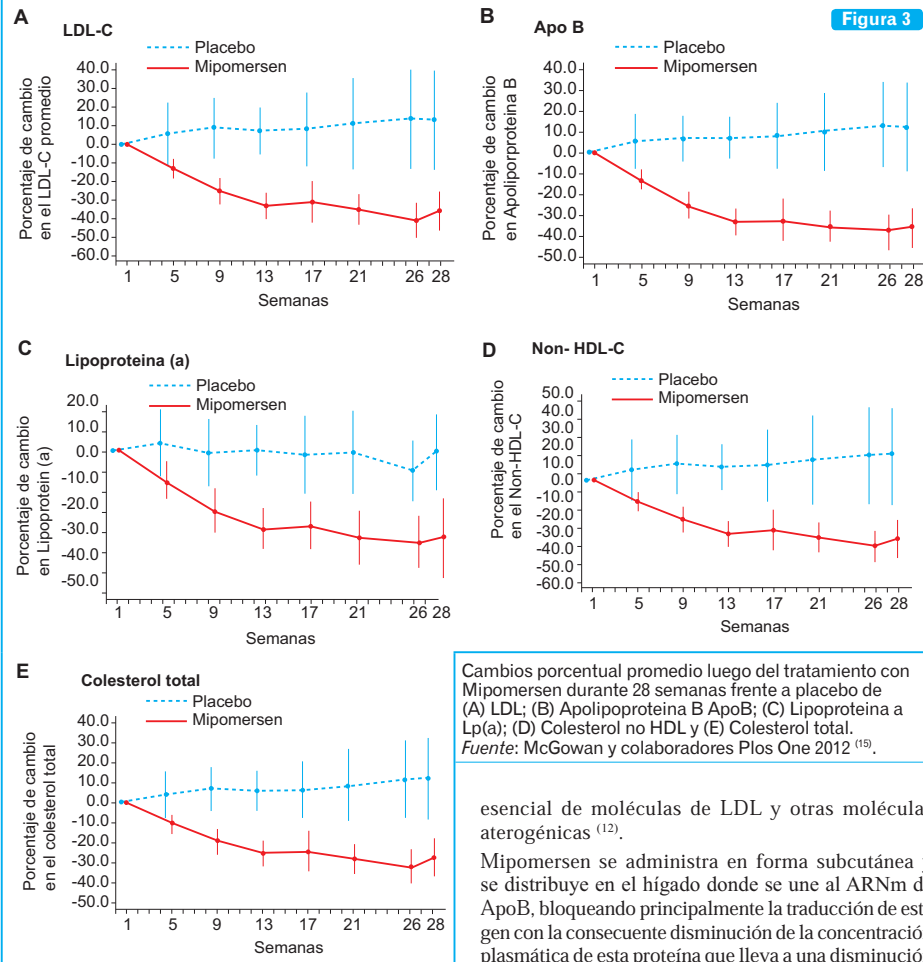 Figura 3
A
LDL-C
Placebo
Mipomersen
Porcentaje de cambio
en el LDL-C promedio
40.0
30.0
20.0
10.0
0.0
-10.0
-20.0
-30.0
-40.0
-50.0
-60.0
1 5 9 13 17 21 26 28
Semanas
B
Apo B
Placebo
Mipomersen
Porcentaje de cambio
en Apoliporproteina B
40.0
30.0
20.0
10.0
0.0
-10.0
-20.0
-30.0
-40.0
-50.0
1 5 9 13 17 21 26 28
Semanas
C
Lipoproteina (a)
Placebo
Mipomersen
Porcentaje de cambio
en Lipoprotein (a)
20.0
10.0
0.0
-10.0
-20.0
-30.0
-40.0
-50.0
1 5 9 13 17 21 26 28
Semanas
D
Non- HDL-C
Placebo
Mipomersen
Porcentaje de cambio
en el Non-HDL-C
50.0
40.0
30.0
20.0
10.0
0.0
-10.0
-20.0
-30.0
-40.0
-50.0
-60.0
1 5 9 13 17 21 26 28
Semanas
E
Colesterol total
Placebo
Mipomersen
Porcentaje de cambio
en el colesterol total
40.0
30.0
20.0
10.0
0.0
-10.0
-20.0
-30.0
-40.0
-50.0
1 5 9 13 17 21 26 28
Semanas
Cambios porcentual promedio luego del tratamiento con
Mipomersen durante 28 semanas frente a placebo de
(A) LDL; (B) Apolipoproteina B ApoB; (C) Lipoproteina a
Lp(a); (D) Colesterol no HDL y (E) Colesterol total.
Fuente: McGowan y colaboradores Plos One 2012 (15).
esencial de moléculas de LDL y otras molécula
aterogénicas (12).
Mipomersen se administra en forma subcutánea
se distribuye en el hígado donde se une al ARNm d
ApoB, bloqueando principalmente la traducción de est
gen con la consecuente disminución de la concentració
plasmática de esta proteína que lleva a una disminució